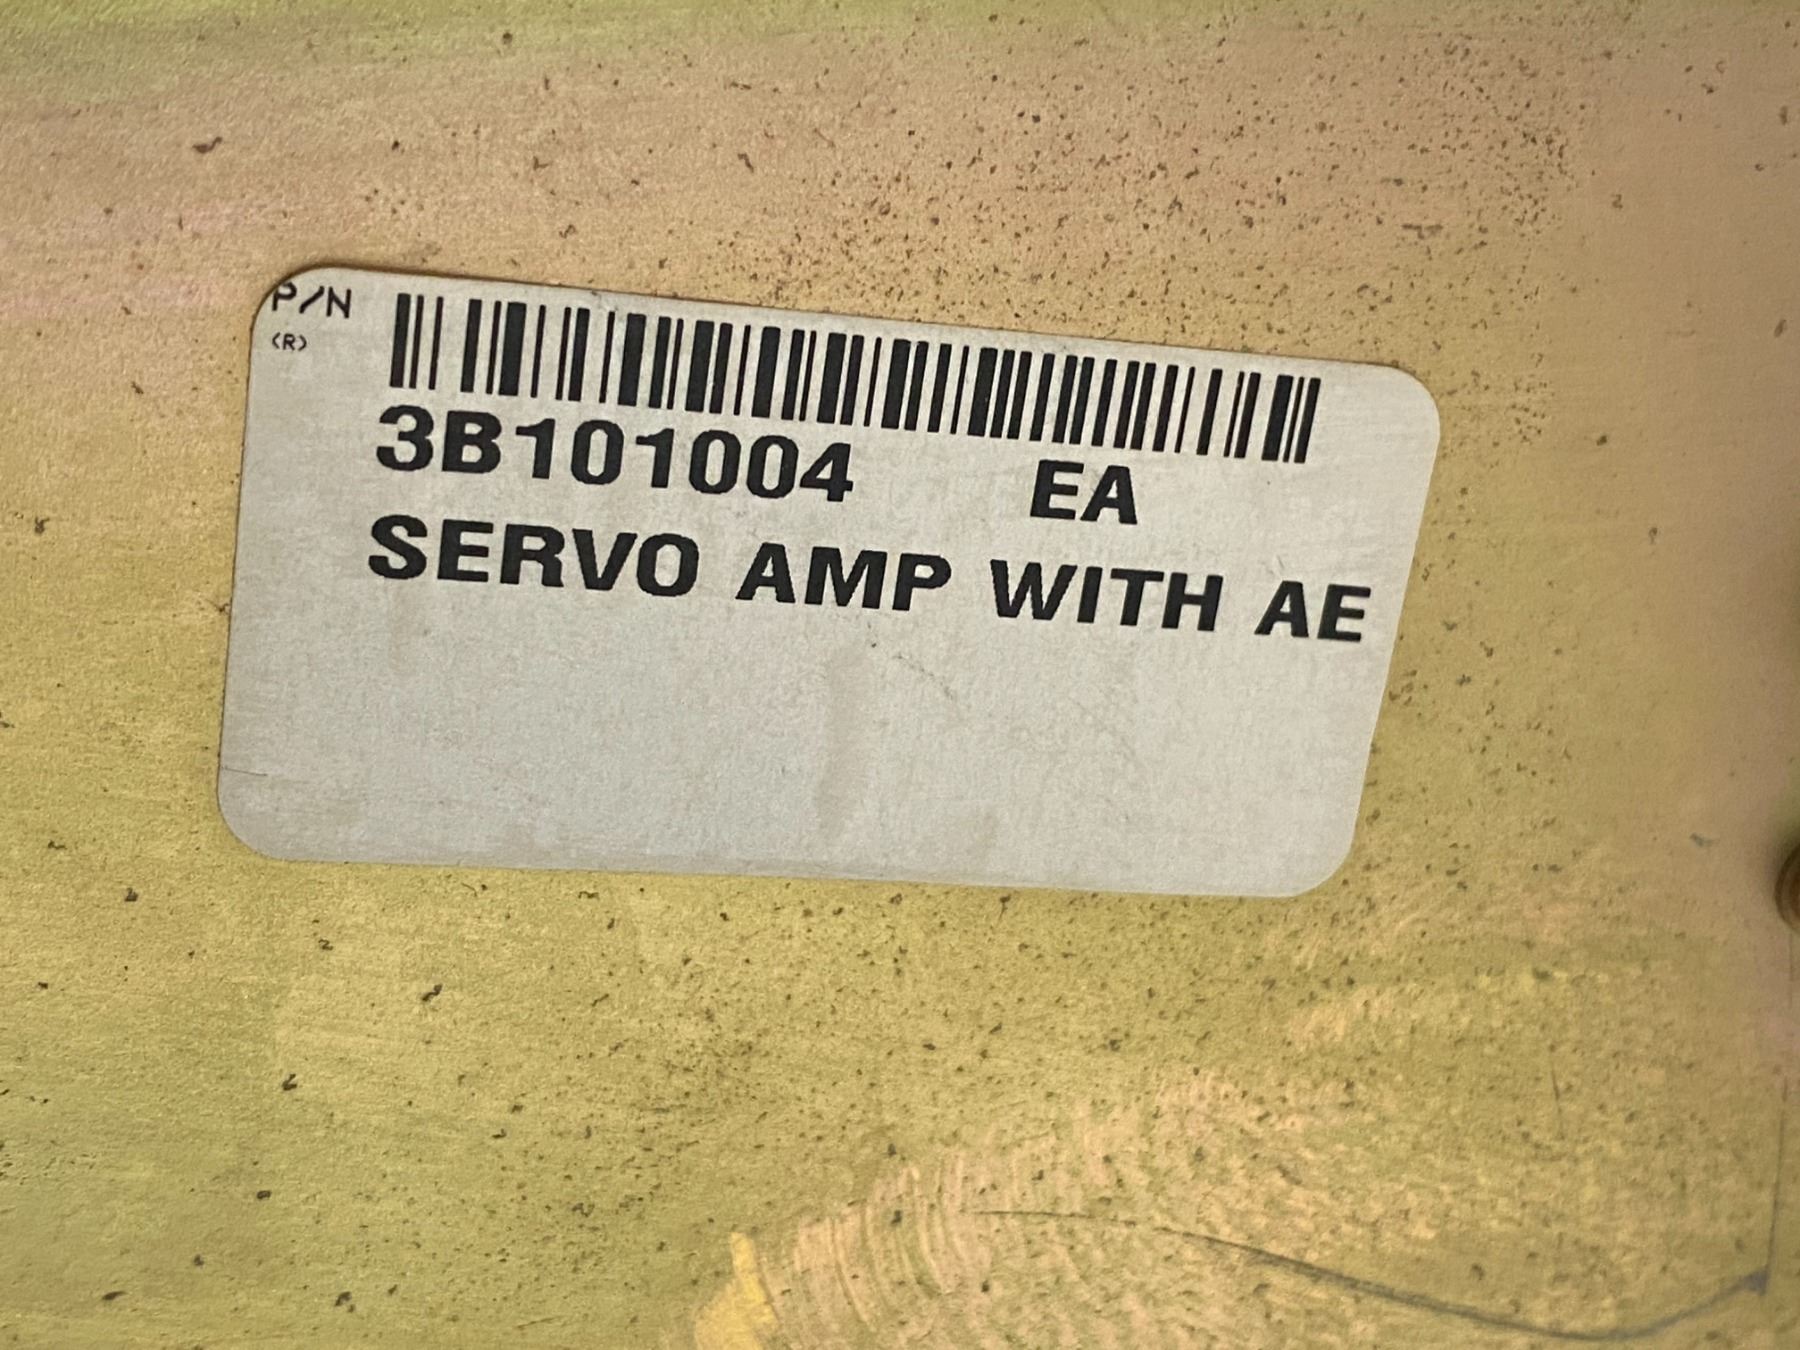 P/N
(R)
3B101004 EA
SERVO AMP WITH AE